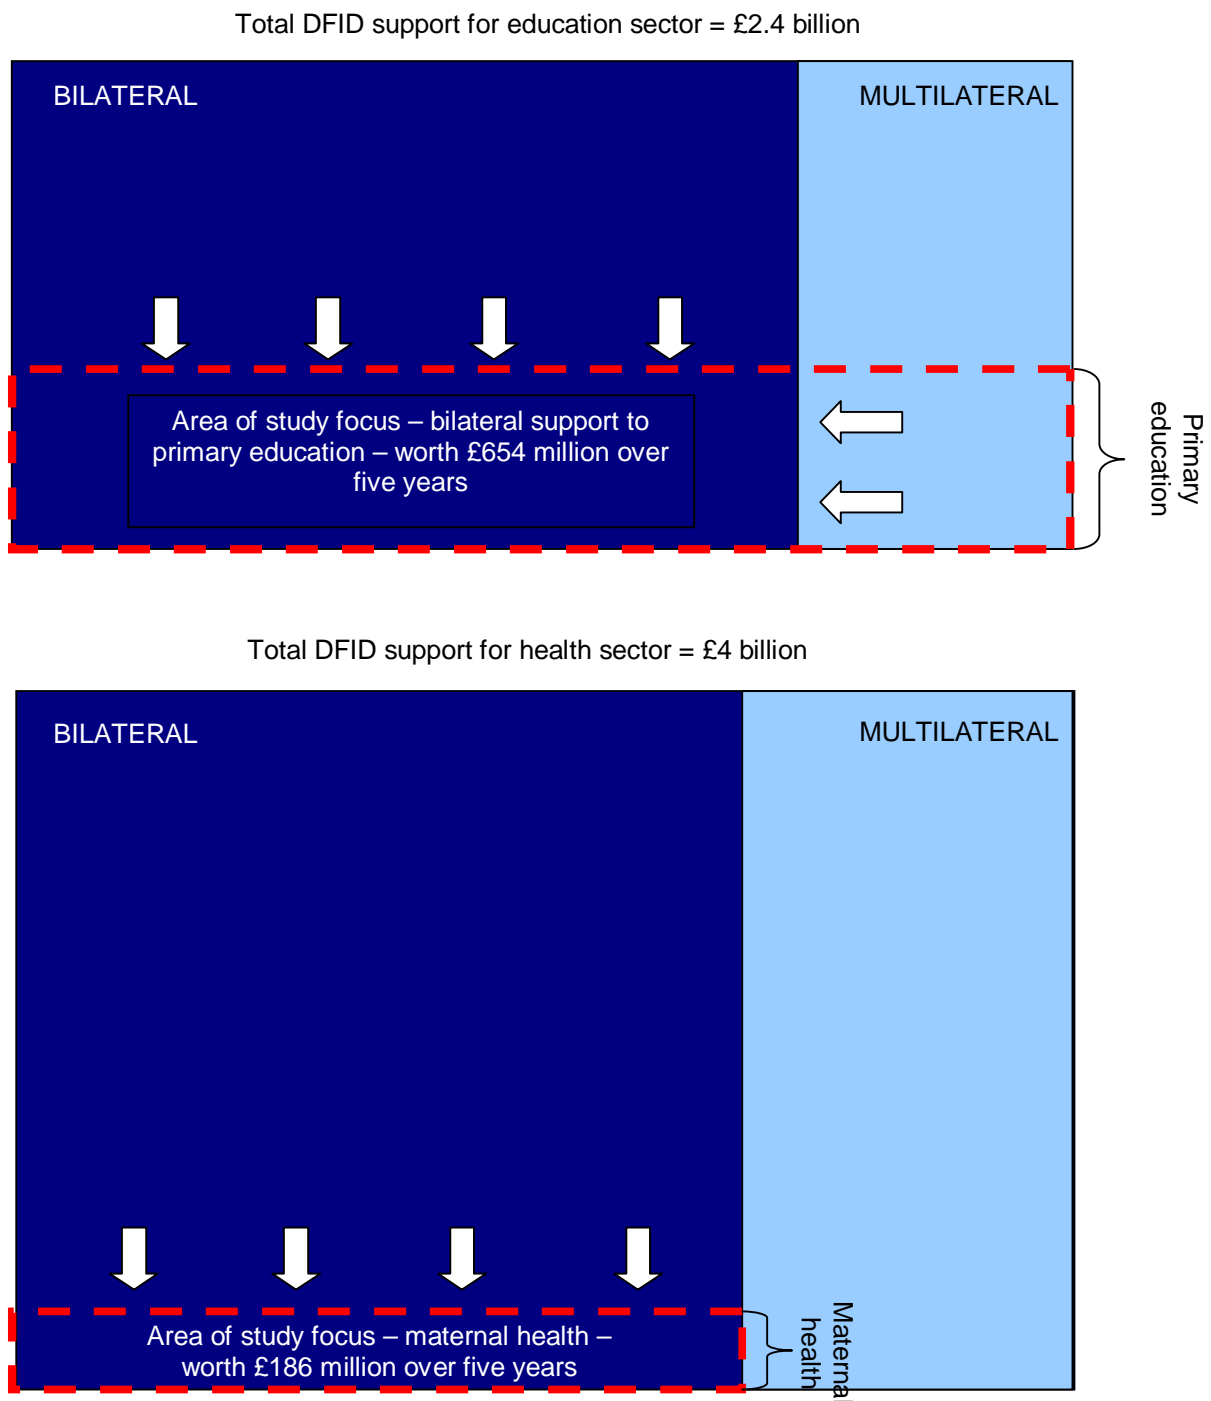 Total DFID support for education sector = £2.4 billion
BILATERAL
MULTILATERAL
Area of study focus – bilateral support to
primary education – worth £654 million over
five years
Primary
education
Total DFID support for health sector = £4 billion
BILATERAL
MULTILATERAL
Area of study focus – maternal health –
worth £186 million over five years
Maternal
health